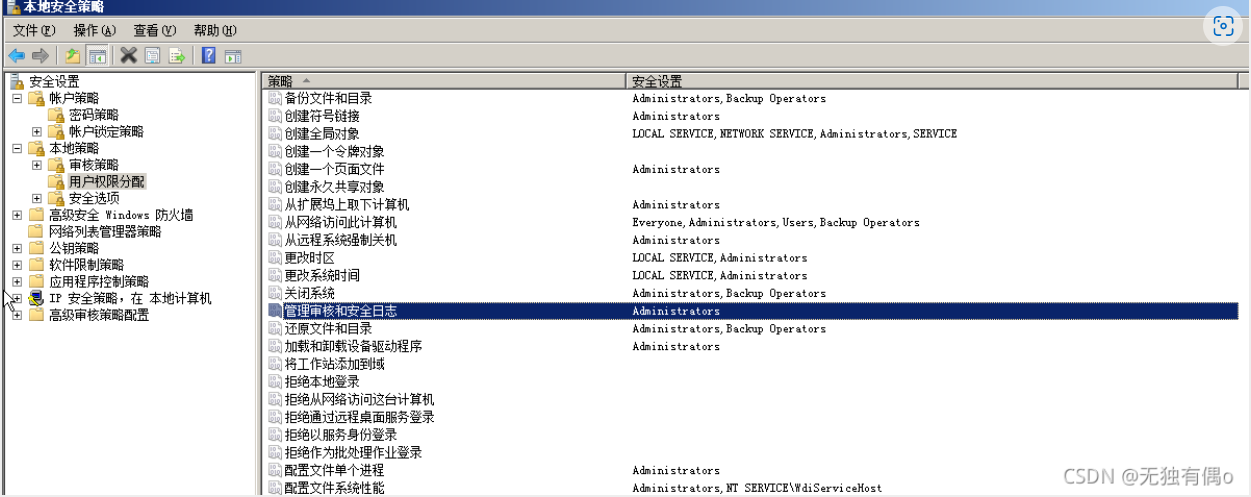 本地安全策略
文件(F) 操作(A) 查看(V) 帮助(H)
安全设置
帐户策略
密码策略
帐户锁定策略
本地策略
审核策略
用户权限分配
安全选项
高级安全 Windows 防火墙
网络列表管理器策略
公钥策略
软件限制策略
应用程序控制策略
IP 安全策略，在 本地计算机
高级审核策略配置
策略 安全设置
备份文件和目录 Administrators,Backup Operators
创建符号链接 Administrators
创建全局对象 LOCAL SERVICE,NETWORK SERVICE,Administrators,SERVICE
创建一个令牌对象
创建一个页面文件 Administrators
创建永久共享对象
从扩展坞上取下计算机 Administrators
从网络访问此计算机 Everyone,Administrators,Users,Backup Operators
从远程系统强制关机 Administrators
更改时区 LOCAL SERVICE,Administrators
更改系统时间 LOCAL SERVICE,Administrators
关闭系统 Administrators,Backup Operators
管理审核和安全日志 Administrators
还原文件和目录 Administrators,Backup Operators
加载和卸载设备驱动程序 Administrators
将工作站添加到域
拒绝本地登录
拒绝从网络访问这台计算机
拒绝通过远程桌面服务登录
拒绝以服务身份登录
拒绝作为批处理作业登录
配置文件单个进程 Administrators
配置文件系统性能 Administrators,NT SERVICE\WdiServiceHost
CSDN @无独有偶o